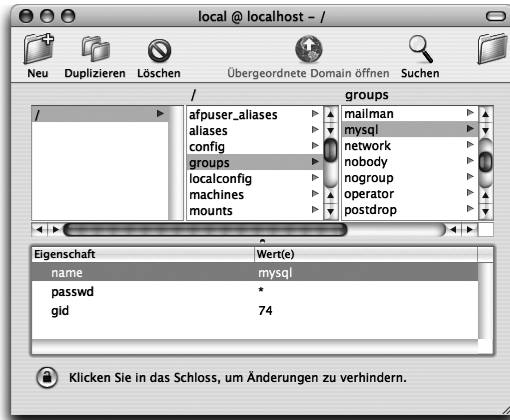 local @ localhost – /
Neu Duplizieren Löschen Übergeordnete Domain öffnen Suchen
/ groups
/ afpuser_aliases mailman
aliases mysql
config network
groups nobody
localconfig nogroup
machines operator
mounts postdrop
Eigenschaft Wert(e)
name mysql
passwd *
gid 74
Klicken Sie in das Schloss, um Änderungen zu verhindern.